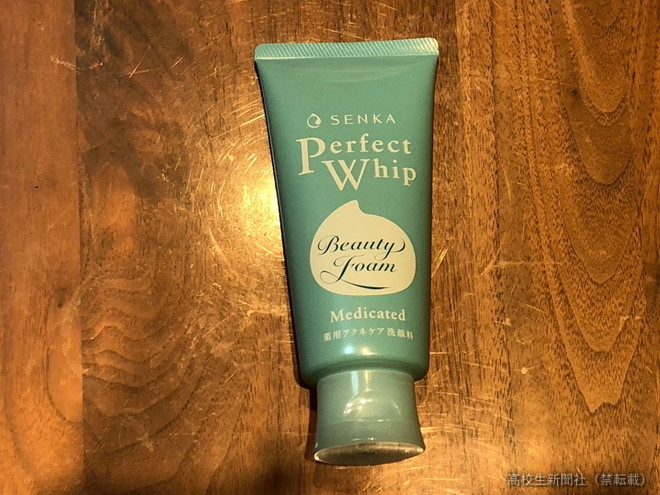 SENKA
Perfect
Whip
Beauty
Foam
Medicated
薬用アクネケア洗顔料
高校生新聞社（禁転載）